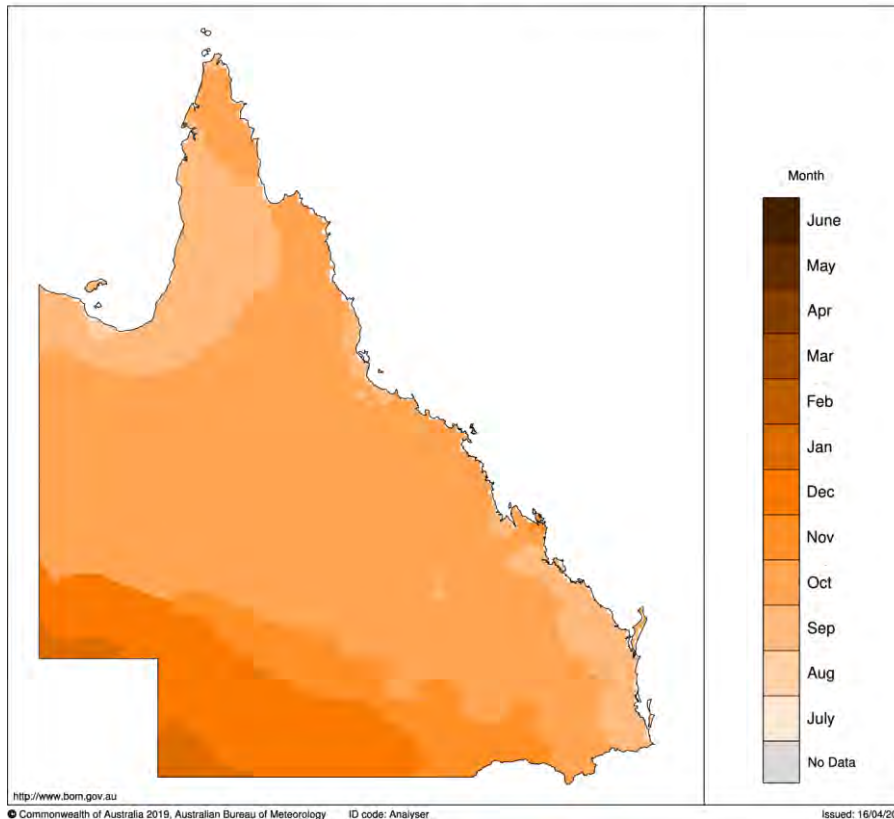 Month
June
May
Apr
Mar
Feb
Jan
Dec
Nov
Oct
Sep
Aug
July
No Data
http://www.bom.gov.au
© Commonwealth of Australia 2019, Australian Bureau of Meteorology ID code: Analyser Issued: 16/04/20